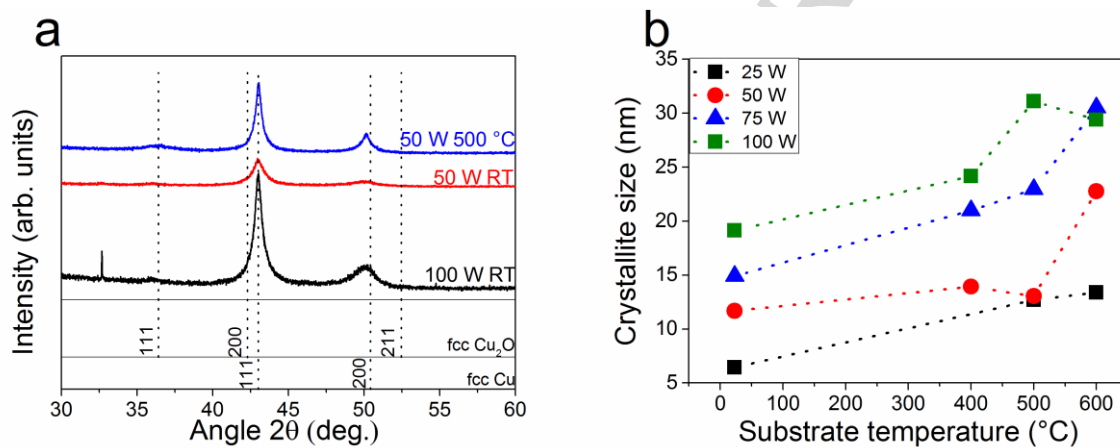 a
Intensity (arb. units)
50 W 500 °C
50 W RT
100 W RT
fcc Cu₂O
fcc Cu
111
200
111
200
211
30 35 40 45 50 55 60
Angle 2θ (deg.)
b
Crystallite size (nm)
35
30
25
20
15
10
5
25 W
50 W
75 W
100 W
0 100 200 300 400 500 600
Substrate temperature (°C)